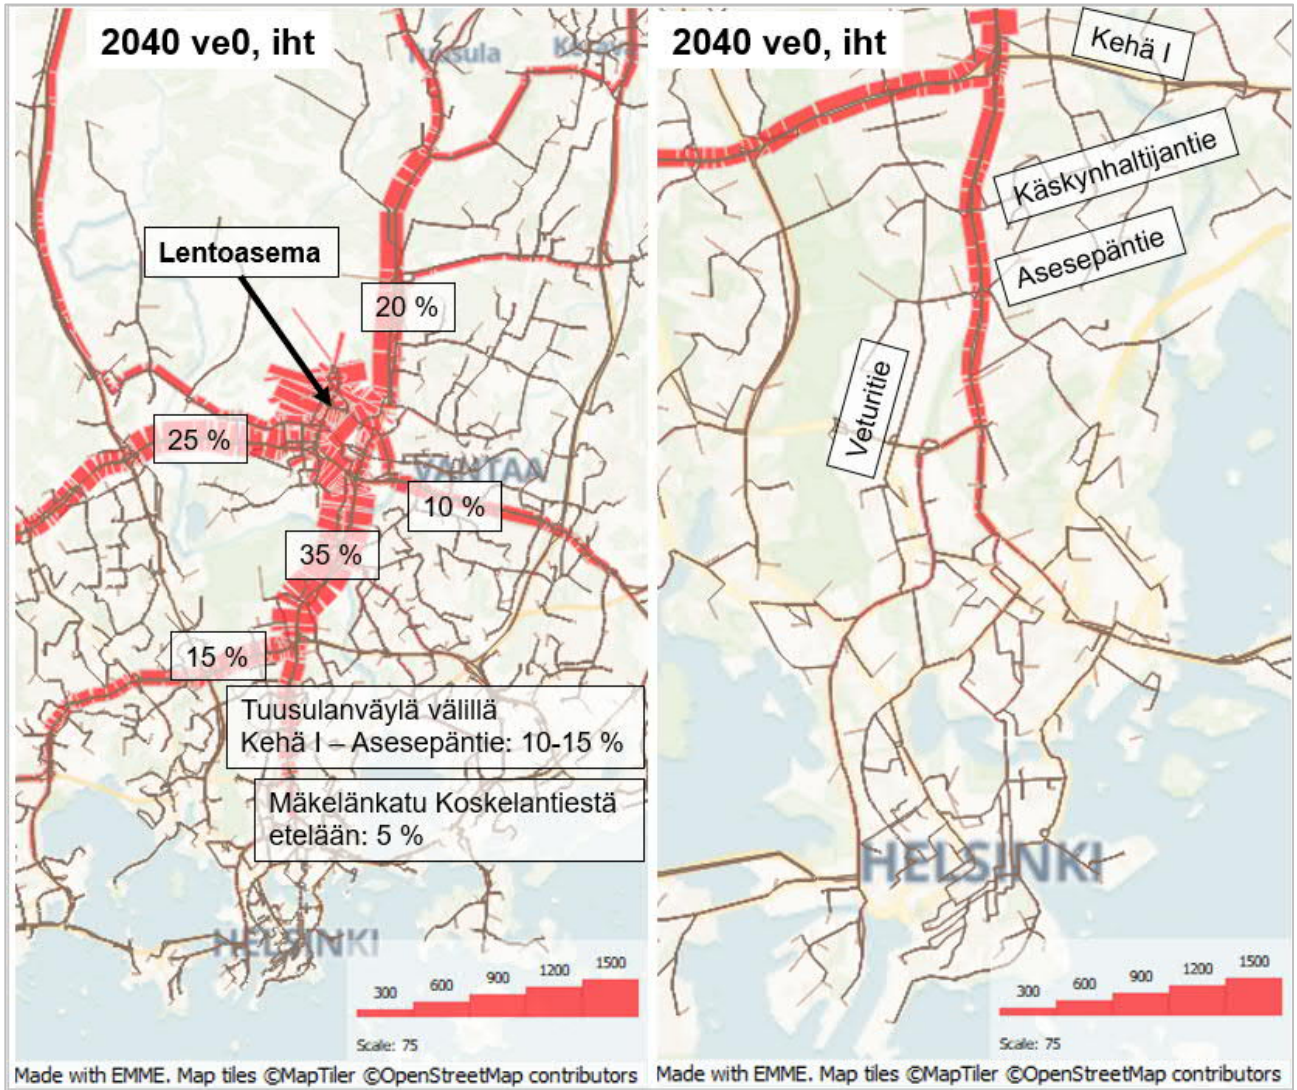 2040 ve0, iht
Tuusula
Lentoasema
20 %
25 %
VANTAA
10 %
35 %
15 %
Tuusulanväylä välillä
Kehä I – Asesepäntie: 10-15 %
Mäkelänkatu Koskelantiestä
etelään: 5 %
HELSINKI
300
600
900
1200
1500
Scale: 75
Made with EMME. Map tiles ©MapTiler ©OpenStreetMap contributors
2040 ve0, iht
Kehä I
Käskynhaltijantie
Asesepäntie
Veturitie
HELSINKI
300
600
900
1200
1500
Scale: 75
Made with EMME. Map tiles ©MapTiler ©OpenStreetMap contributors